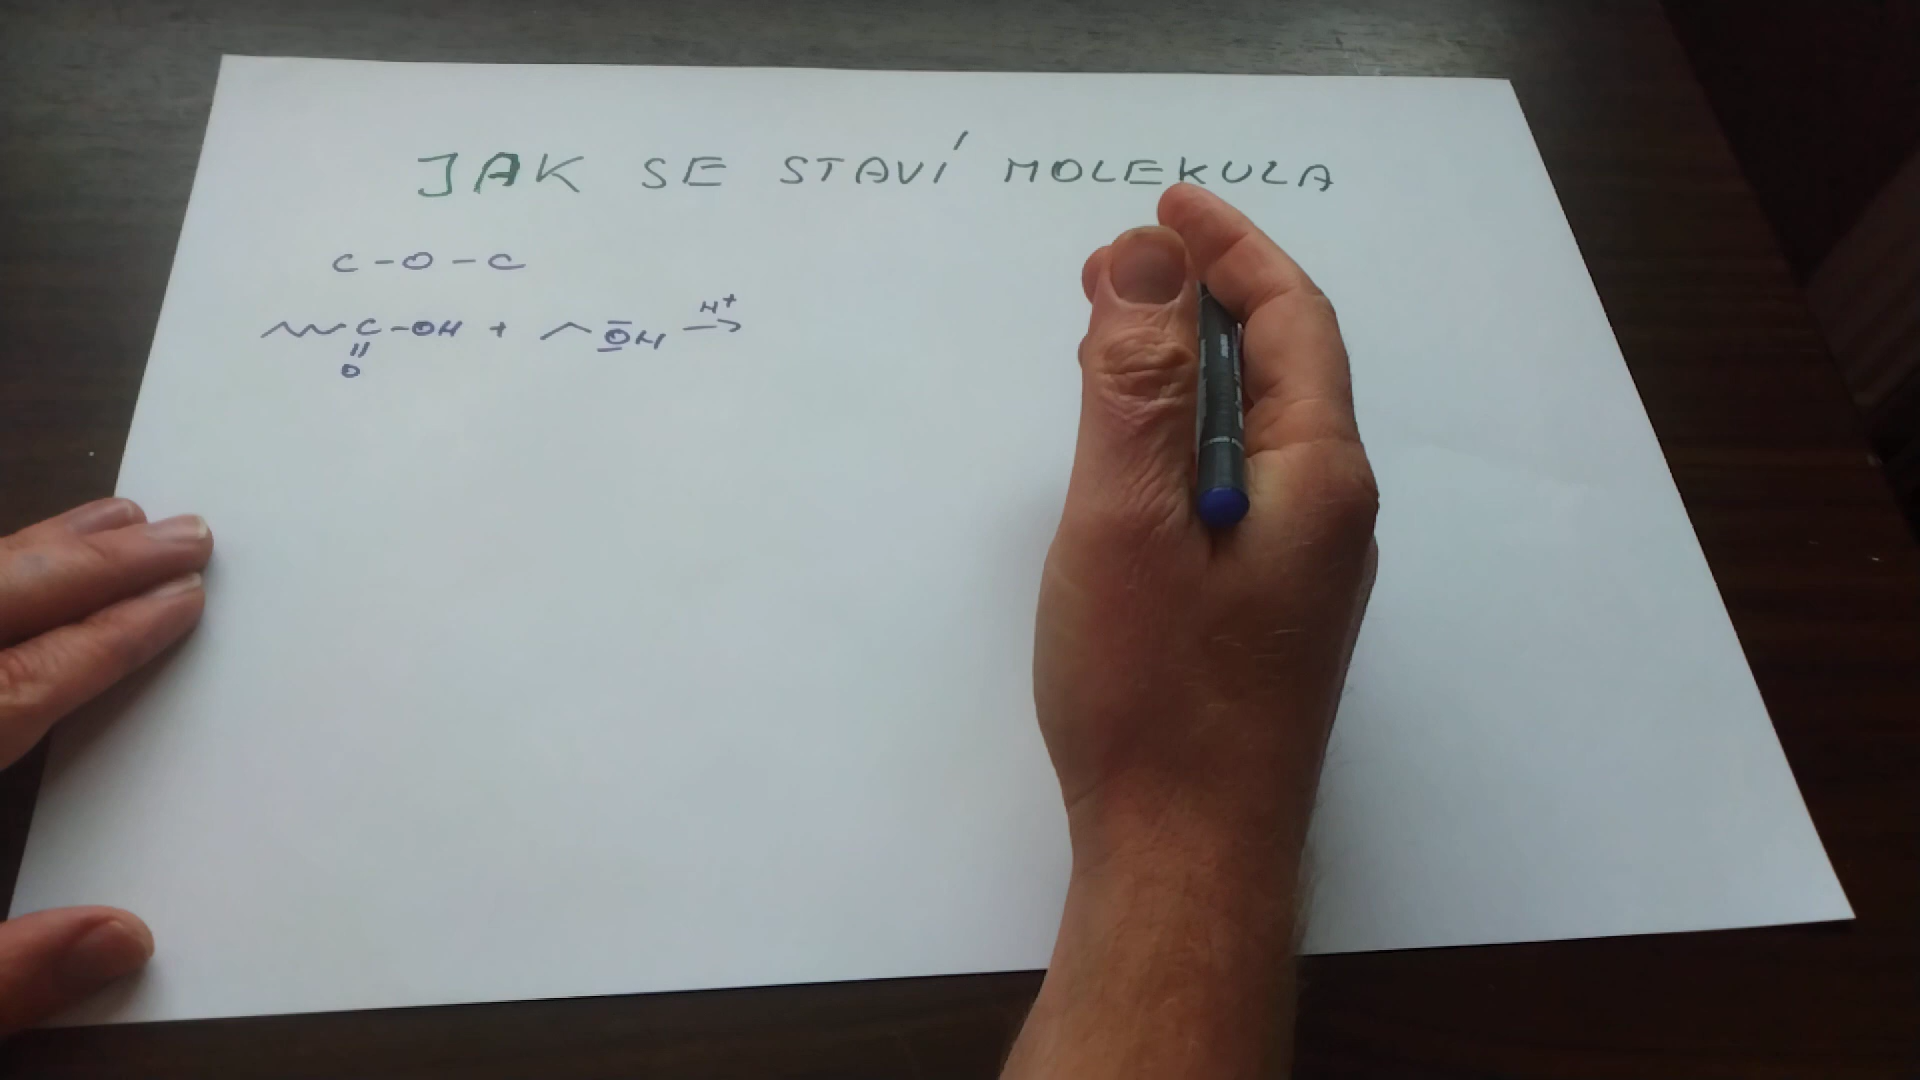 JAK SE STAVÍ MOLEKULA
C - O - C
H+
C - OH + OH →
||
O